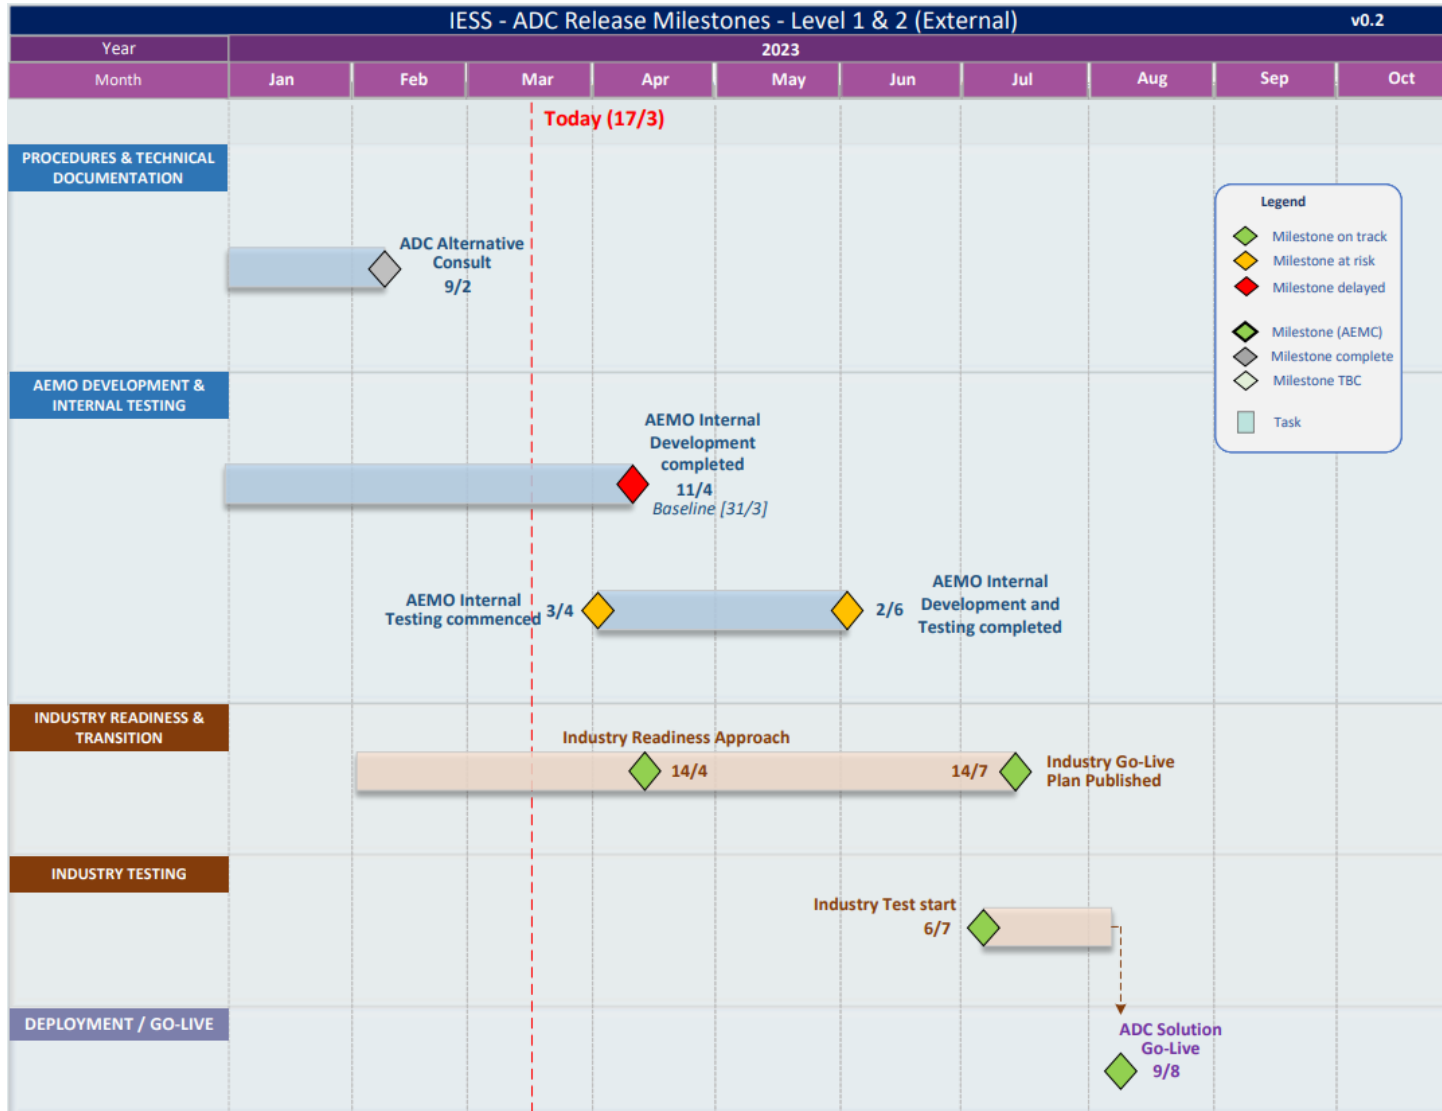 IESS - ADC Release Milestones - Level 1 & 2 (External)
v0.2
Year
2023
Month
Jan
Feb
Mar
Apr
May
Jun
Jul
Aug
Sep
Oct
Today (17/3)
PROCEDURES & TECHNICAL
DOCUMENTATION
ADC Alternative
Consult
9/2
Legend
Milestone on track
Milestone at risk
Milestone delayed
Milestone (AEMC)
Milestone complete
Milestone TBC
Task
AEMO DEVELOPMENT &
INTERNAL TESTING
AEMO Internal
Development
completed
11/4
Baseline [31/3]
AEMO Internal
Testing commenced
3/4
2/6
AEMO Internal
Development and
Testing completed
INDUSTRY READINESS &
TRANSITION
Industry Readiness Approach
14/4
14/7
Industry Go-Live
Plan Published
INDUSTRY TESTING
Industry Test start
6/7
DEPLOYMENT / GO-LIVE
ADC Solution
Go-Live
9/8